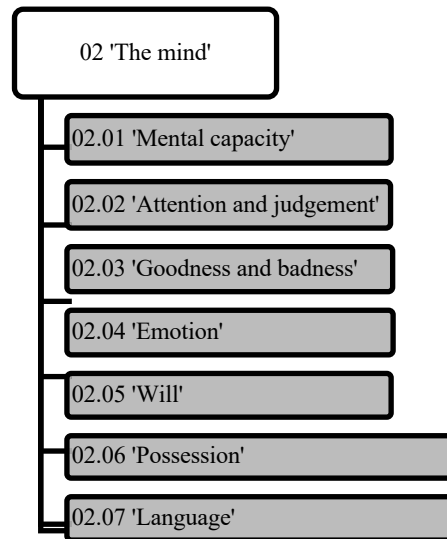 02 'The mind'
02.01 'Mental capacity'
02.02 'Attention and judgement'
02.03 'Goodness and badness'
02.04 'Emotion'
02.05 'Will'
02.06 'Possession'
02.07 'Language'